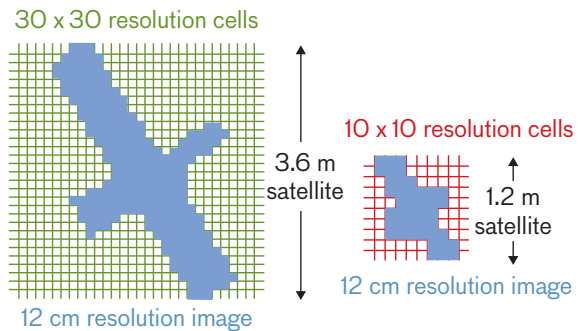 30 x 30 resolution cells
3.6 m
satellite
12 cm resolution image
10 x 10 resolution cells
1.2 m
satellite
12 cm resolution image